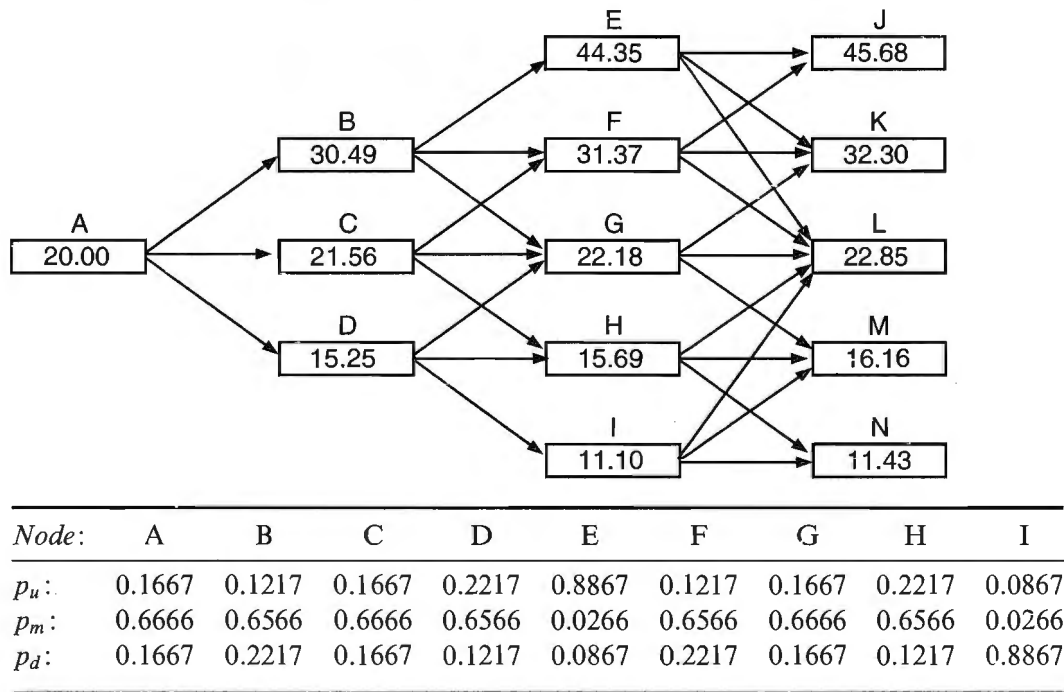 E J
44.35 45.68
B F K
30.49 31.37 32.30
A C G L
20.00 21.56 22.18 22.85
D H M
15.25 15.69 16.16
I N
11.10 11.43
Node: A B C D E F G H I
pu: 0.1667 0.1217 0.1667 0.2217 0.8867 0.1217 0.1667 0.2217 0.0867
pm: 0.6666 0.6566 0.6666 0.6566 0.0266 0.6566 0.6666 0.6566 0.0266
pd: 0.1667 0.2217 0.1667 0.1217 0.0867 0.2217 0.1667 0.1217 0.8867